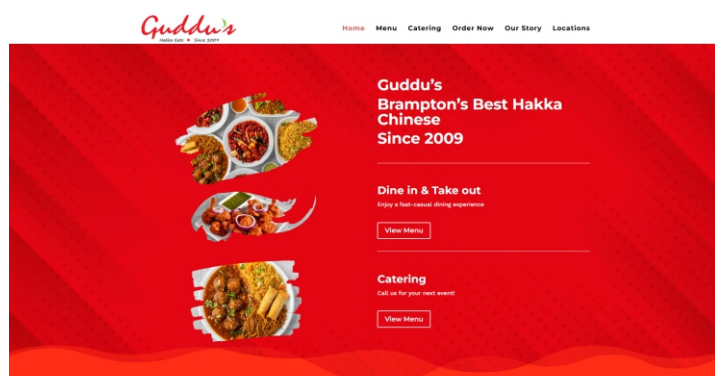 Guddu's
Hakka Eats Since 2009
Home Menu Catering Order Now Our Story Locations
Guddu's
Brampton's Best Hakka
Chinese
Since 2009
Dine in & Take out
Enjoy a fast-casual dining experience
View Menu
Catering
Call us for your next event!
View Menu